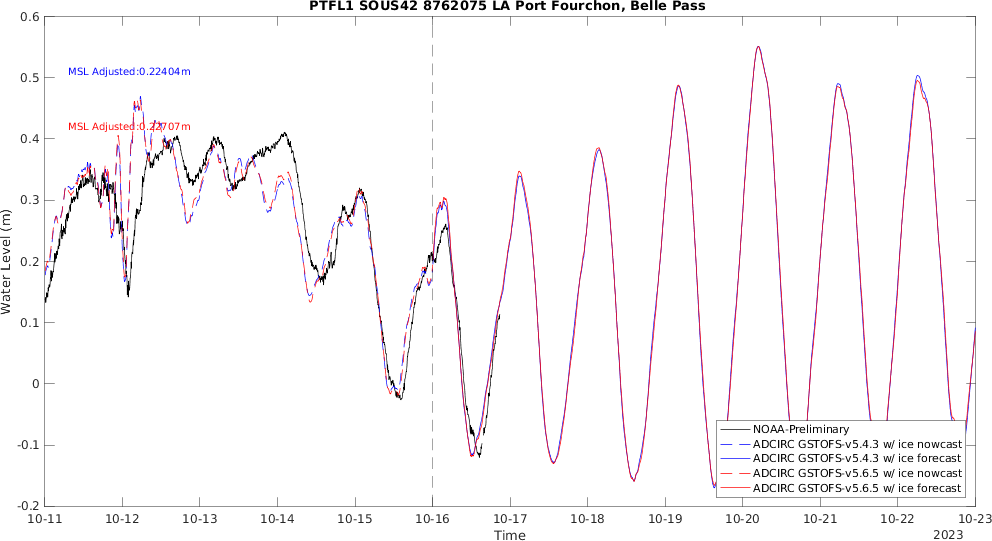 PTFL1 SOUS42 8762075 LA Port Fourchon, Belle Pass
0.6
0.5
0.4
0.3
0.2
0.1
0
-0.1
-0.2
Water Level (m)
MSL Adjusted:0.22404m
MSL Adjusted:0.22707m
NOAA-Preliminary
ADCIRC GSTOFS-v5.4.3 w/ ice nowcast
ADCIRC GSTOFS-v5.4.3 w/ ice forecast
ADCIRC GSTOFS-v5.6.5 w/ ice nowcast
ADCIRC GSTOFS-v5.6.5 w/ ice forecast
10-11 10-12 10-13 10-14 10-15 10-16 10-17 10-18 10-19 10-20 10-21 10-22 10-23
Time
2023